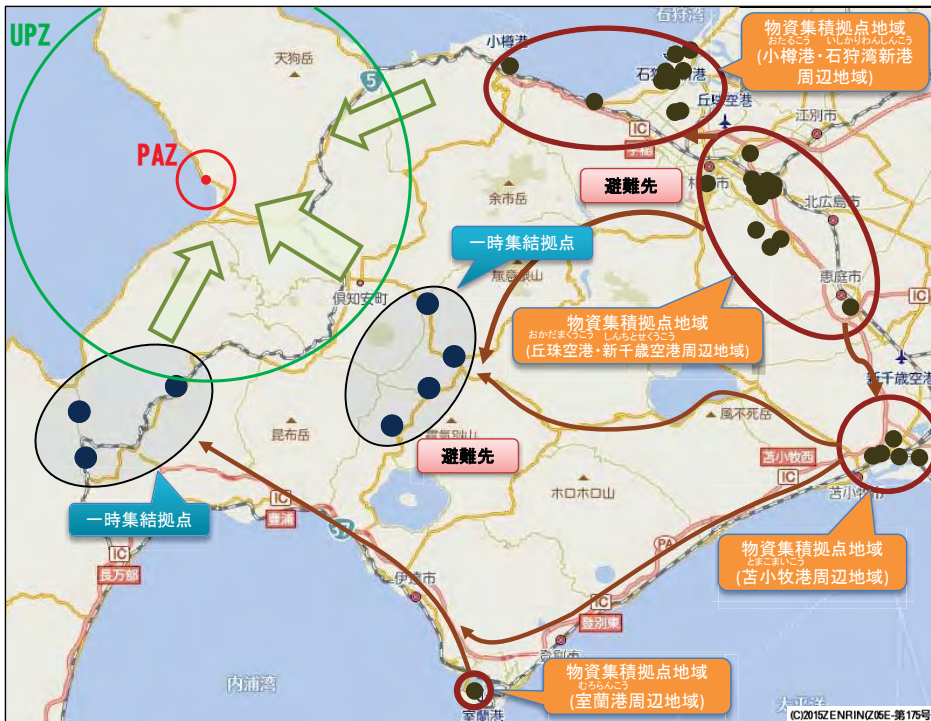 UPZ
PAZ
石狩湾
小樽港
天狗岳
5
物資集積拠点地域
おたるこう いしかりわんしんこう
(小樽港・石狩湾新港
周辺地域)
丘珠空港
江別市
IC
避難先
余市岳
北広島市
一時集結拠点
無意根山
恵庭市
IC
倶知安町
物資集積拠点地域
おかだまくうこう しんちとせくうこう
(丘珠空港・新千歳空港周辺地域)
新千歳空港
風不死岳
昆布岳
避難先
苫小牧西
IC
苫小牧市
ホロホロ山
IC
豊浦
一時集結拠点
37
PA
物資集積拠点地域
とまこまいこう
(苫小牧港周辺地域)
IC
長万部
伊達市
IC
登別東
登別市
物資集積拠点地域
むろらんこう
(室蘭港周辺地域)
内浦湾
室蘭港
太平洋
(C)2015ZENRIN(Z05E-第175号